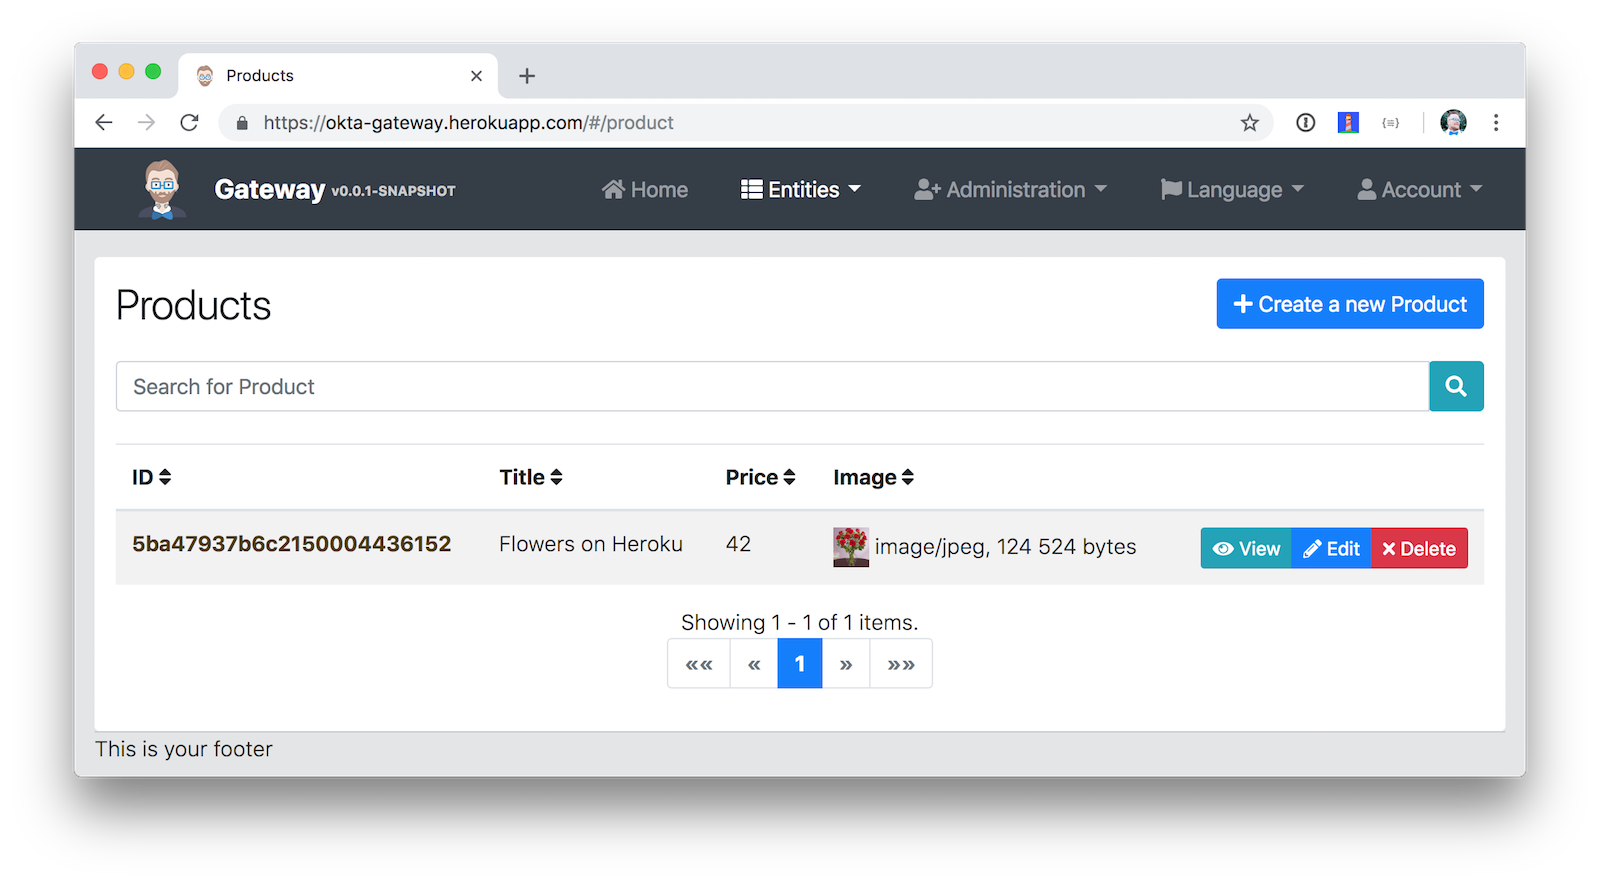 Products
https://okta-gateway.herokuapp.com/#/product
Gateway v0.0.1-SNAPSHOT Home Entities Administration Language Account
Products
+ Create a new Product
Search for Product
ID Title Price Image
5ba47937b6c2150004436152 Flowers on Heroku 42 image/jpeg, 124 524 bytes View Edit Delete
Showing 1 - 1 of 1 items.
«« « 1 » »»
This is your footer